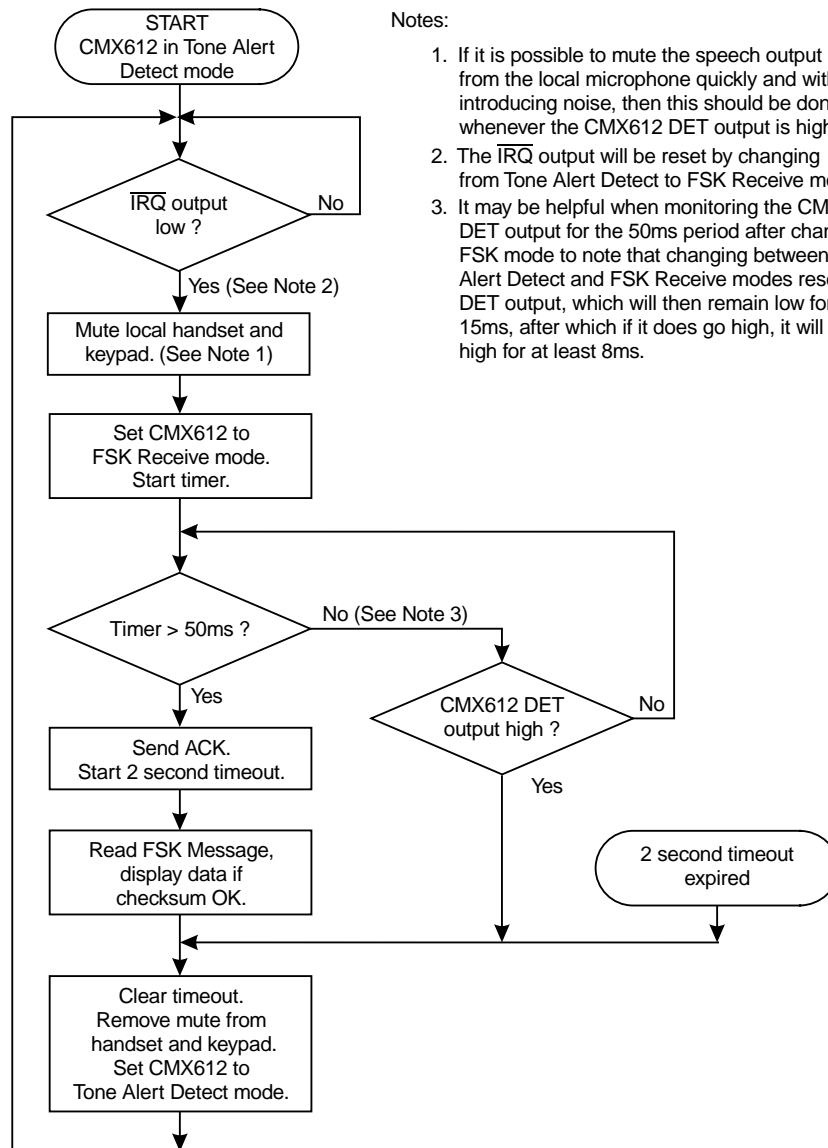 START
CMX612 in Tone Alert
Detect mode
IRQ output
low ?
No
Yes (See Note 2)
Mute local handset and
keypad. (See Note 1)
Set CMX612 to
FSK Receive mode.
Start timer.
Timer > 50ms ?
No (See Note 3)
Yes
CMX612 DET
output high ?
No
Yes
Send ACK.
Start 2 second timeout.
Read FSK Message,
display data if
checksum OK.
2 second timeout
expired
Clear timeout.
Remove mute from
handset and keypad.
Set CMX612 to
Tone Alert Detect mode.
Notes:
1. If it is possible to mute the speech output
from the local microphone quickly and
introducing noise, then this should be
whenever the CMX612 DET output is
2. The IRQ output will be reset by changing
from Tone Alert Detect to FSK Receive
3. It may be helpful when monitoring the
DET output for the 50ms period after
FSK mode to note that changing between
Alert Detect and FSK Receive modes
DET output, which will then remain low for
15ms, after which if it does go high, it will
high for at least 8ms.